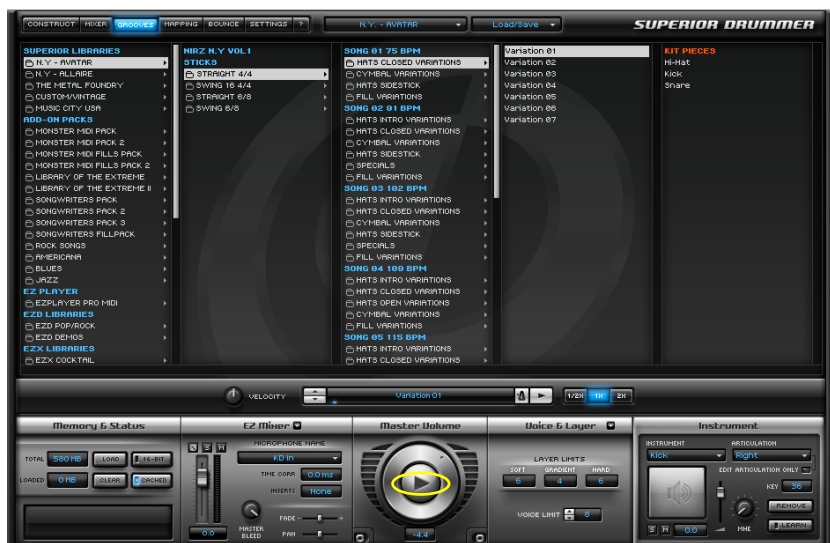 CONSTRUCT MIXER GROOVES MAPPING BOUNCE SETTINGS ? N.Y. - AVATAR Load/Save SUPERIOR DRUMMER
SUPERIOR LIBRARIES
N.Y - AVATAR
N.Y - ALLAIRE
THE METAL FOUNDRY
CUSTOM/VINTAGE
MUSIC CITY USA
ADD-ON PACKS
MONSTER MIDI PACK
MONSTER MIDI PACK 2
MONSTER MIDI FILLS PACK
MONSTER MIDI FILLS PACK 2
LIBRARY OF THE EXTREME
LIBRARY OF THE EXTREME II
SONGWRITERS PACK
SONGWRITERS PACK 2
SONGWRITERS PACK 3
SONGWRITERS FILLPACK
ROCK SONGS
AMERICANA
BLUES
JAZZ
EZ PLAYER
EZPLAYER PRO MIDI
EZD LIBRARIES
EZD POP/ROCK
EZD DEMOS
EZX LIBRARIES
EZX COCKTAIL
NIRZ N.Y VOL1
STICKS
STRAIGHT 4/4
SWING 16 4/4
STRAIGHT 6/8
SWING 6/8
SONG 01 75 BPM
HATS CLOSED VARIATIONS
CYMBAL VARIATIONS
HATS SIDESTICK
FILL VARIATIONS
SONG 02 91 BPM
HATS INTRO VARIATIONS
HATS CLOSED VARIATIONS
CYMBAL VARIATIONS
HATS SIDESTICK
SPECIALS
FILL VARIATIONS
SONG 03 102 BPM
HATS INTRO VARIATIONS
HATS CLOSED VARIATIONS
CYMBAL VARIATIONS
HATS SIDESTICK
SPECIALS
FILL VARIATIONS
SONG 04 109 BPM
HATS INTRO VARIATIONS
HATS CLOSED VARIATIONS
HATS OPEN VARIATIONS
CYMBAL VARIATIONS
FILL VARIATIONS
SONG 05 115 BPM
HATS INTRO VARIATIONS
HATS CLOSED VARIATIONS
Variation 01
Variation 02
Variation 03
Variation 04
Variation 05
Variation 06
Variation 07
KIT PIECES
Hi-Hat
Kick
Snare
VELOCITY Variation 01 1/2X 1X 2X
Memory & Status
TOTAL 580 MB LOAD 16-BIT
LOADED 0 MB CLEAR CACHED
EZ Mixer
Ø S M MICROPHONE NAME
KD In
TIME CORR 0.0 ms
INSERTS None
MASTER BLEED
FADE - +
0.0 PAN
Master Volume
-4.4
Voice & Layer
LAYER LIMITS
SOFT GRADIENT HARD
6 4 6
VOICE LIMIT 8
Instrument
INSTRUMENT ARTICULATION
Kick Right
EDIT ARTICULATION ONLY
KEY 36
REMOVE
S M 0.0 MHE LEARN